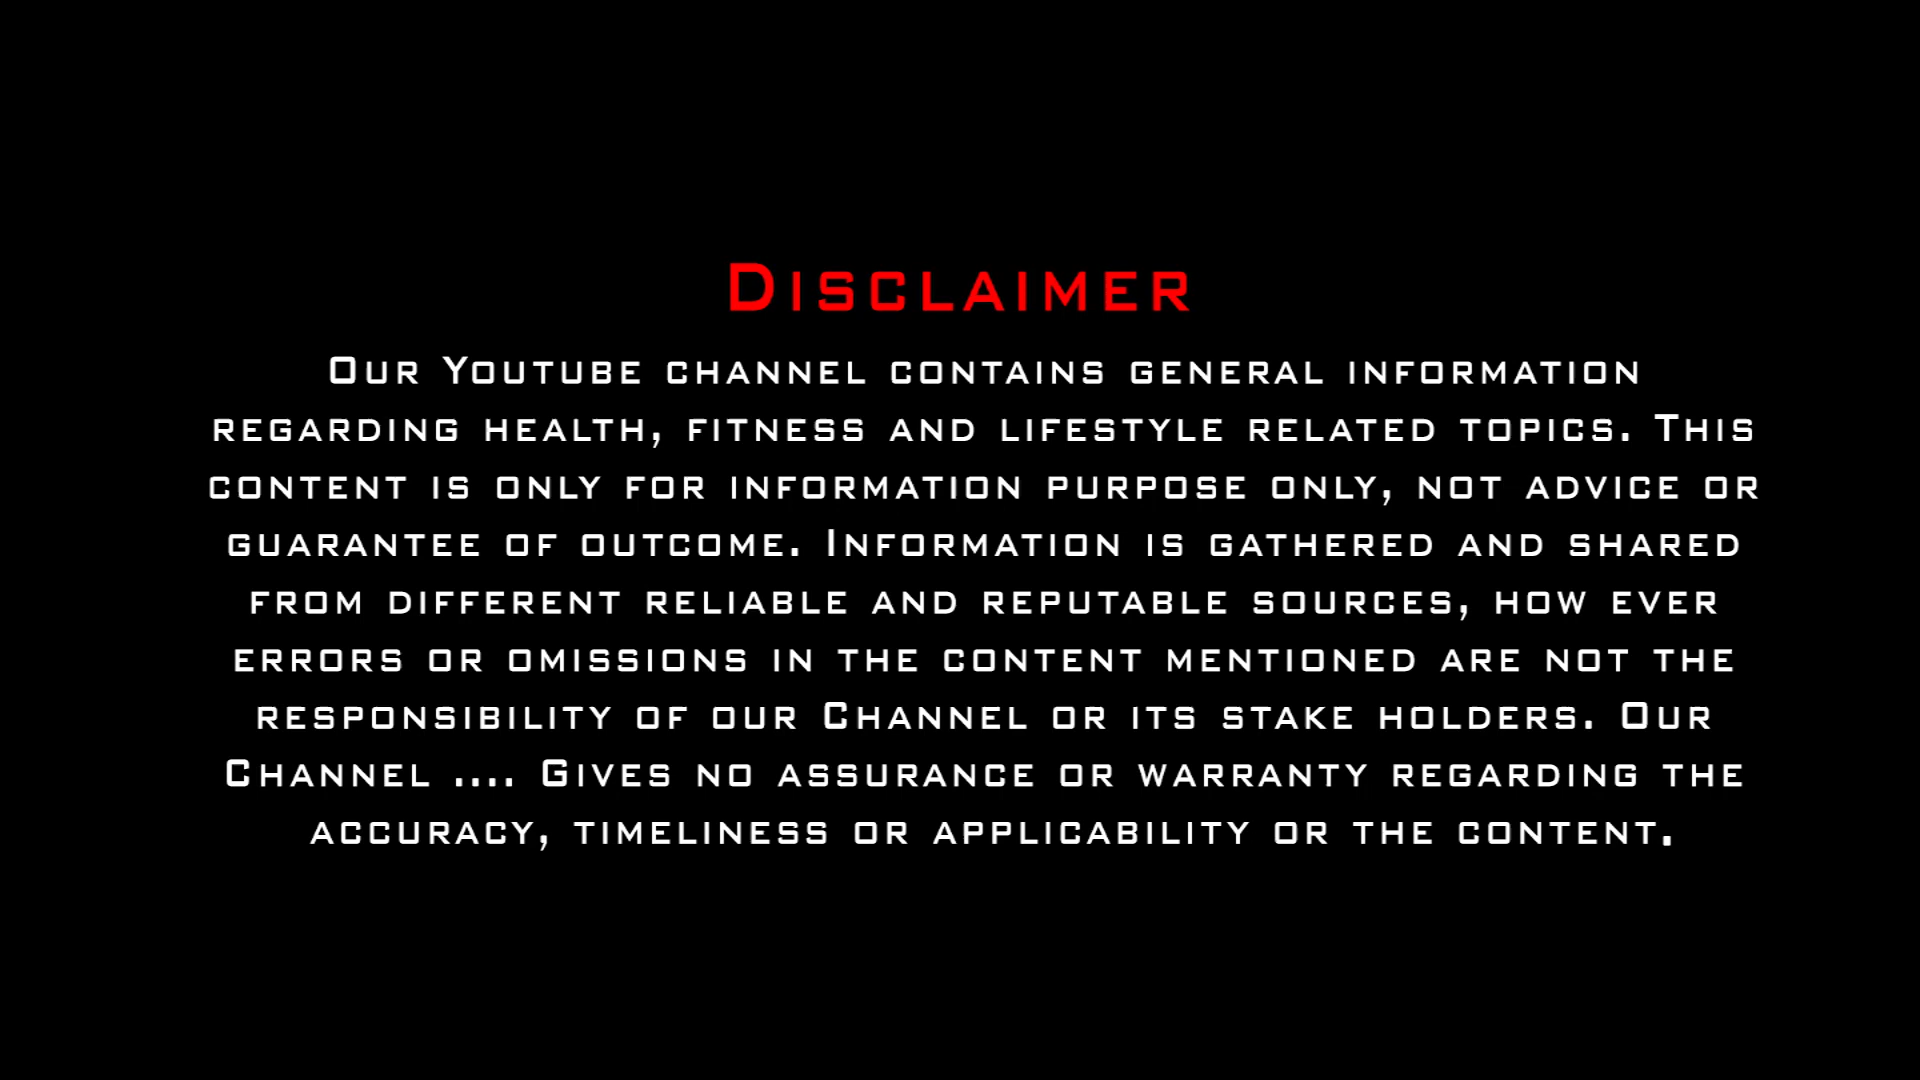 Disclaimer
Our Youtube channel contains general information
regarding health, fitness and lifestyle related topics. This
content is only for information purpose only, not advice or
guarantee of outcome. Information is gathered and shared
from different reliable and reputable sources, how ever
errors or omissions in the content mentioned are not the
responsibility of our Channel or its stake holders. Our
Channel .... Gives no assurance or warranty regarding the
accuracy, timeliness or applicability or the content.